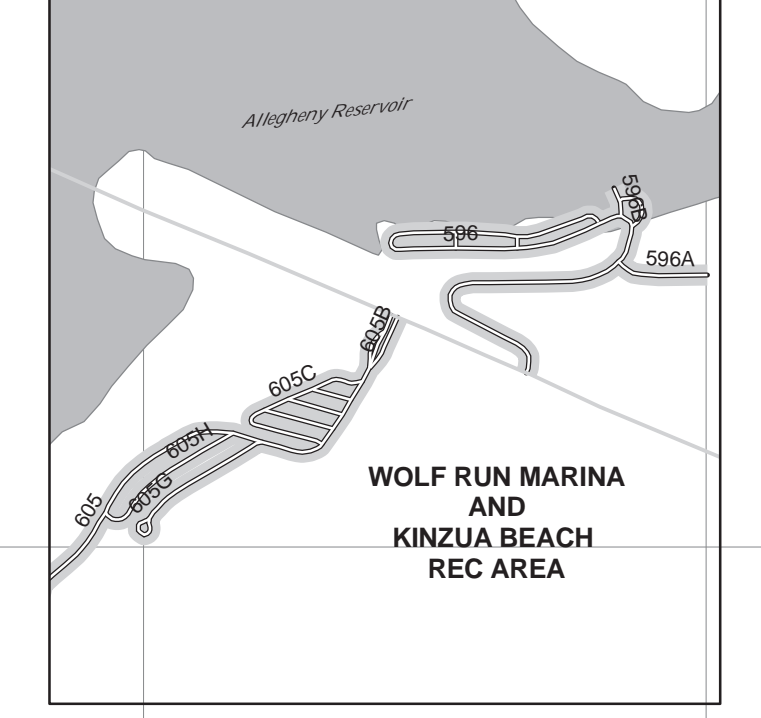 Allegheny Reservoir
596B
596
596A
605B
605C
605H
605G
605
WOLF RUN MARINA
AND
KINZUA BEACH
REC AREA